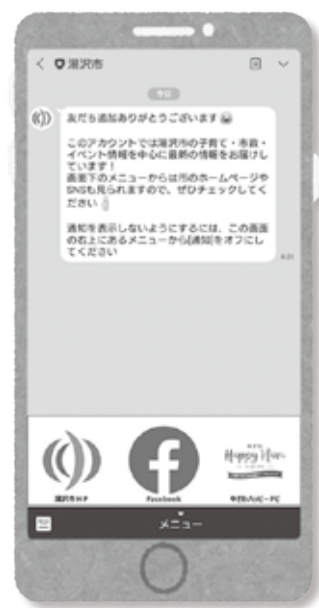 湯沢市
今日
友だち追加ありがとうございます
このアカウントでは湯沢市の子育て・市政・
イベント情報を中心に最新の情報をお届けし
ています！
画面下のメニューからは市のホームページや
SNSも見られますので、ぜひチェックしてく
ださい
通知を表示しないようにするには、この画面
の右上にあるメニューから[通知]をオフにし
てください
湯沢市HP
Facebook
メニュー